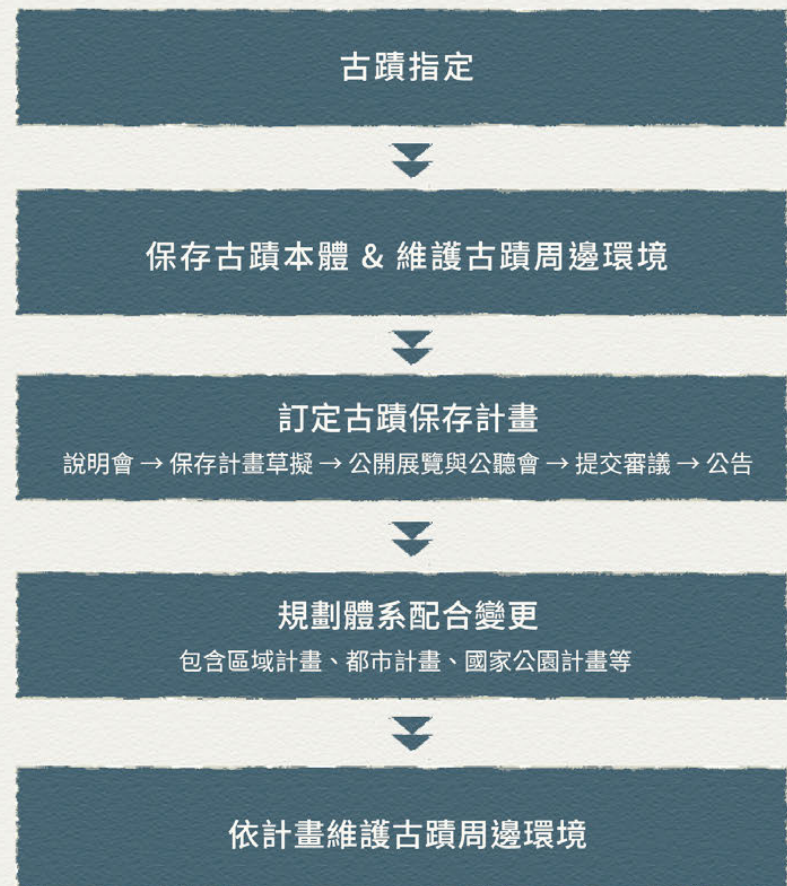 古蹟指定
保存古蹟本體 & 維護古蹟周邊環境
訂定古蹟保存計畫
說明會 → 保存計畫草擬 → 公開展覽與公聽會 → 提交審議 → 公告
規劃體系配合變更
包含區域計畫、都市計畫、國家公園計畫等
依計畫維護古蹟周邊環境